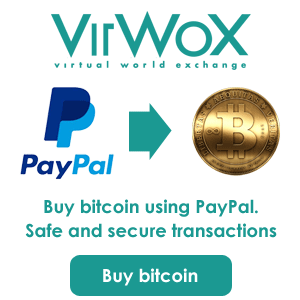 VirWoX
virtual world exchange
PayPal
Buy bitcoin using PayPal.
Safe and secure transactions
Buy bitcoin